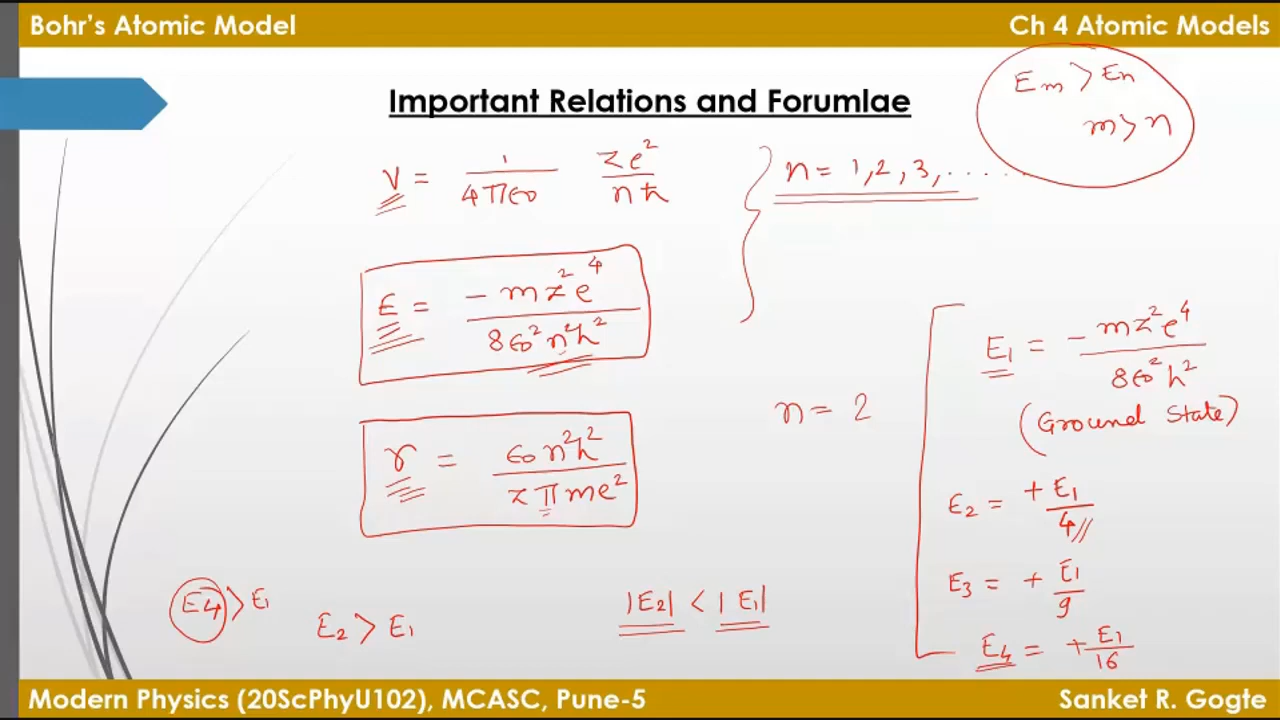 Bohr's Atomic Model
Ch 4 Atomic Models
Important Relations and Forumlae
Em > En
m > n
v = 1/4πε0 Ze²/nħ
n = 1, 2, 3, ......
E = -mz²e⁴/8ε0²n²h²
E1 = -mz²e⁴/8ε0²h²
(Ground State)
n = 2
r = ε0n²h²/zπme²
E2 = +E1/4
E3 = +E1/9
E4 = +E1/16
E4 > E1
E2 > E1
|E2| < |E1|
Modern Physics (20ScPhyU102), MCASC, Pune-5
Sanket R. Gogte